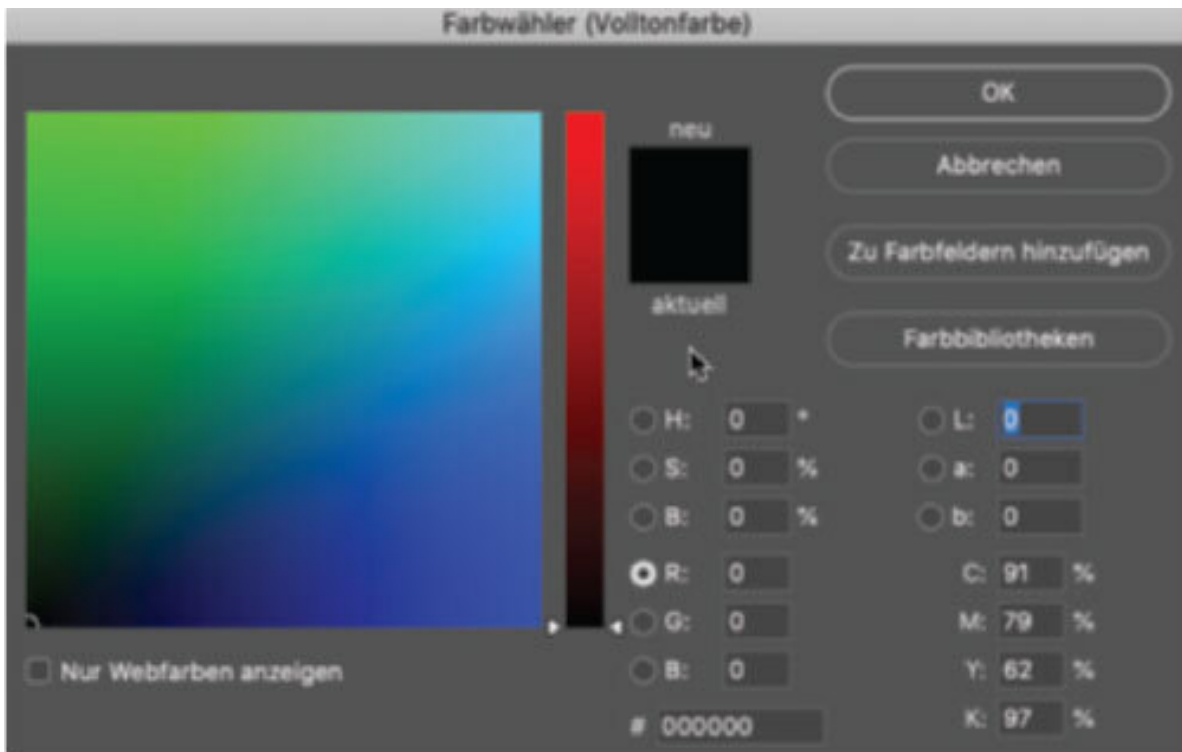 Farbwähler (Volltonfarbe)
OK
neu
Abbrechen
Zu Farbfeldern hinzufügen
aktuell
Farbbibliotheken
H: 0 °
L: 0
S: 0 %
a: 0
B: 0 %
b: 0
R: 0
C: 91 %
G: 0
M: 79 %
Nur Webfarben anzeigen
B: 0
Y: 62 %
# 000000
K: 97 %